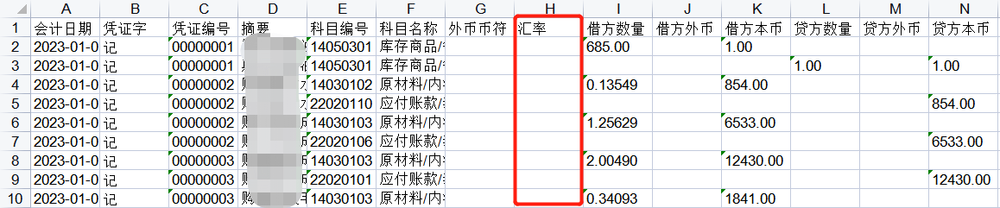 A B C D E F G H I J K L M N
1 会计日期 凭证字 凭证编号 摘要 科目编号 科目名称 外币币符 汇率 借方数量 借方外币 借方本币 贷方数量 贷方外币 贷方本币
2 2023-01-0 记 00000001 14050301 库存商品/ 685.00 1.00
3 2023-01-0 记 00000001 14050301 库存商品/ 1.00 1.00
4 2023-01-0 记 00000002 购 14030102 原材料/内 0.13549 854.00
5 2023-01-0 记 00000002 购 22020110 应付账款/ 854.00
6 2023-01-0 记 00000002 购 14030103 原材料/内 1.25629 6533.00
7 2023-01-0 记 00000002 购 22020106 应付账款/ 6533.00
8 2023-01-0 记 00000003 购 14030103 原材料/内 2.00490 12430.00
9 2023-01-0 记 00000003 购 22020101 应付账款/ 12430.00
10 2023-01-0 记 00000003 购 14030103 原材料/内 0.34093 1841.00